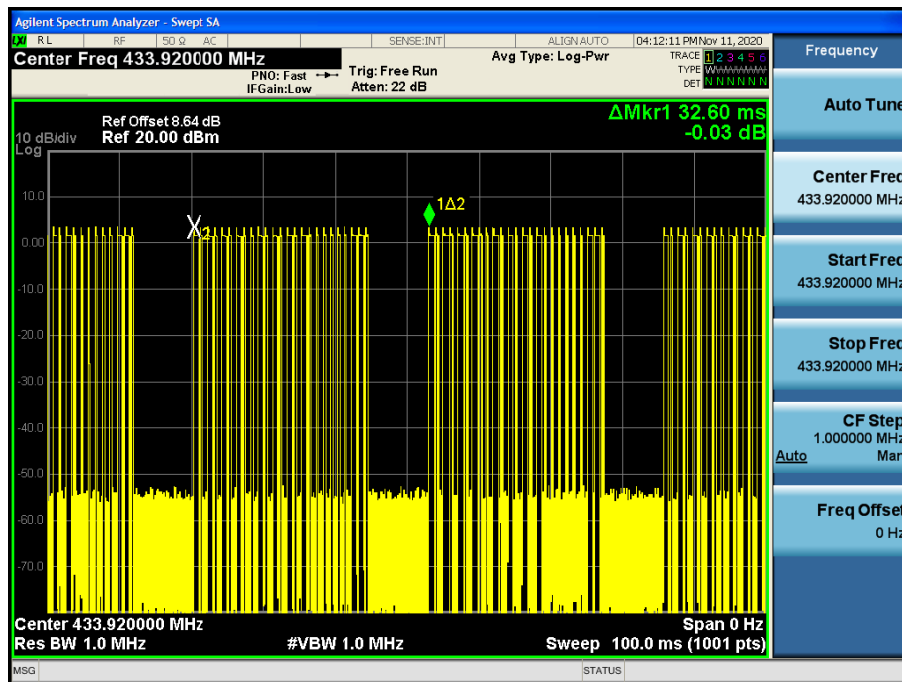 Agilent Spectrum Analyzer - Swept SA
LXI RL RF 50 Ω AC SENSE:INT ALIGN AUTO 04:12:11 PM Nov 11, 2020
Center Freq 433.920000 MHz
PNO: Fast
IFGain:Low
Trig: Free Run
Atten: 22 dB
Avg Type: Log-Pwr
TRACE 1 2 3 4 5 6
TYPE W
DET N N N N N N
ΔMkr1 32.60 ms
-0.03 dB
Ref Offset 8.64 dB
Ref 20.00 dBm
10 dB/div
Log
10.0
0.00
-10.0
-20.0
-30.0
-40.0
-50.0
-60.0
-70.0
X2
1Δ2
Center 433.920000 MHz
Span 0 Hz
Res BW 1.0 MHz
#VBW 1.0 MHz
Sweep 100.0 ms (1001 pts)
MSG
STATUS
Frequency
Auto Tune
Center Freq
433.920000 MHz
Start Freq
433.920000 MHz
Stop Freq
433.920000 MHz
CF Step
1.000000 MHz
Auto Man
Freq Offset
0 Hz